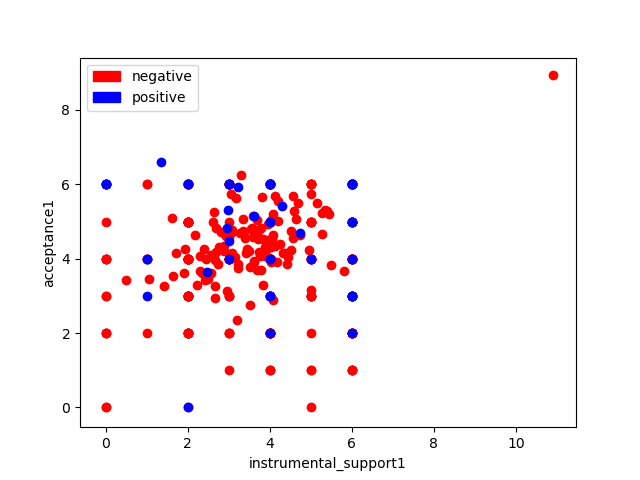 negative
positive
8
6
4
2
0
acceptance1
0 2 4 6 8 10
instrumental_support1